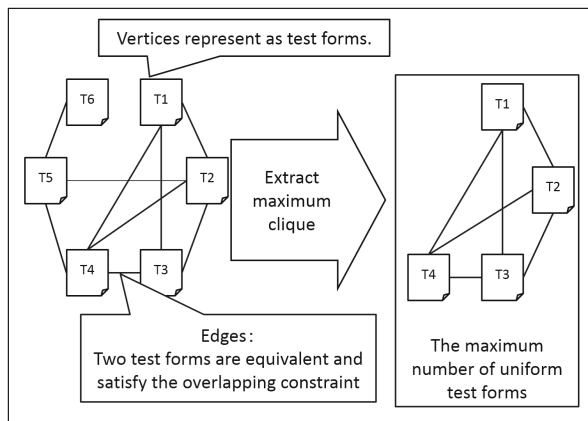 Vertices represent as test forms.
T6
T1
T5
T2
T4
T3
Extract
maximum
clique
Edges:
Two test forms are equivalent and
satisfy the overlapping constraint
T1
T2
T4
T3
The maximum
number of uniform
test forms